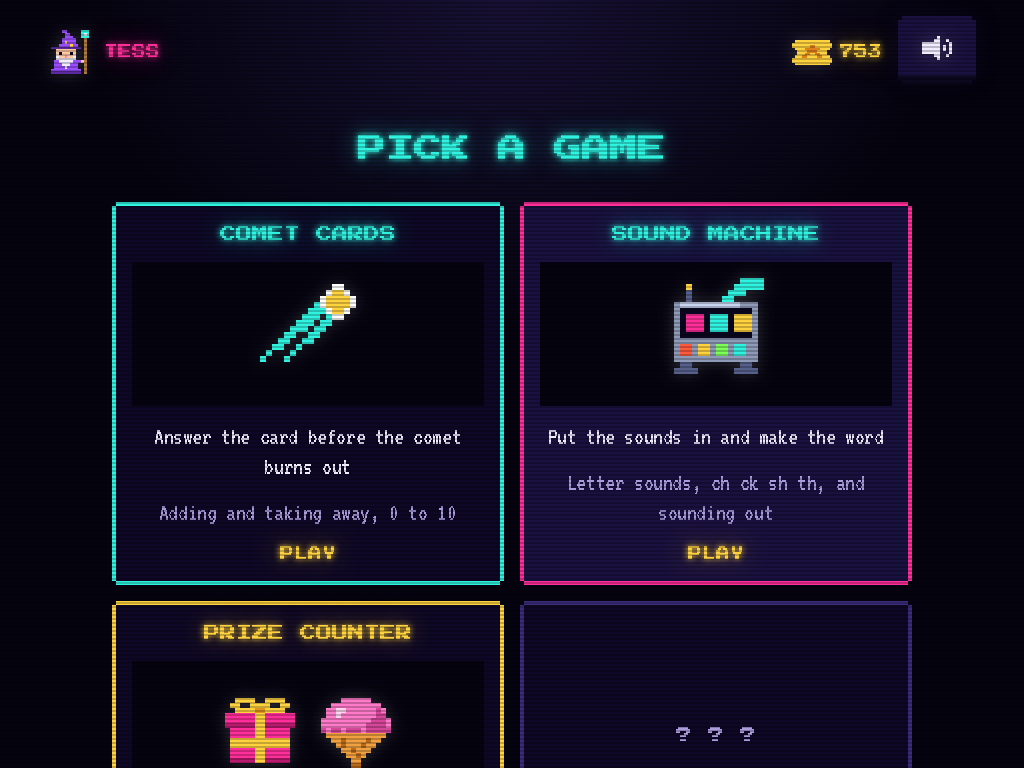 TESS
753
PICK A GAME
COMET CARDS
Answer the card before the comet
burns out
Adding and taking away, 0 to 10
PLAY
SOUND MACHINE
Put the sounds in and make the word
Letter sounds, ch ck sh th, and
sounding out
PLAY
PRIZE COUNTER
? ? ?